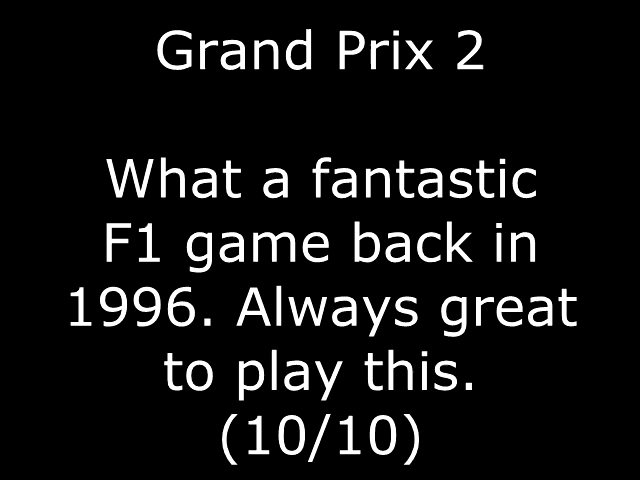 Grand Prix 2
What a fantastic
F1 game back in
1996. Always great
to play this.
(10/10)